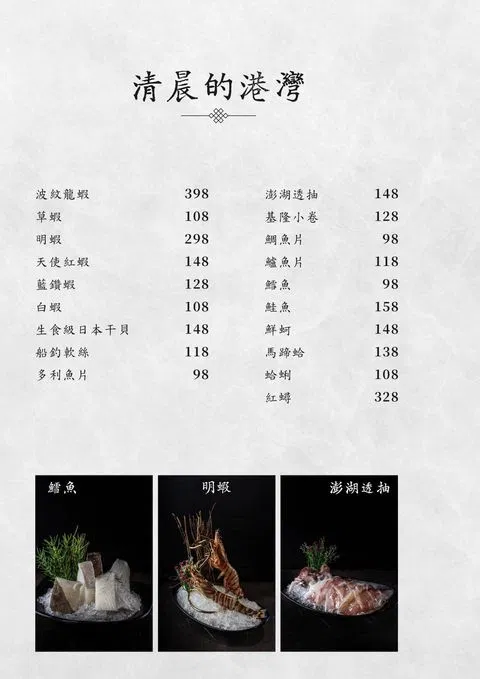 清晨的港灣
波紋龍蝦 398
草蝦 108
明蝦 298
天使紅蝦 148
藍鑽蝦 128
白蝦 108
生食級日本干貝 148
船釣軟絲 118
多利魚片 98
澎湖透抽 148
基隆小卷 128
鯛魚片 98
鱸魚片 118
鱈魚 98
鮭魚 158
鮮蚵 148
馬蹄蛤 138
蛤蜊 108
紅蟳 328
鱈魚
明蝦
澎湖透抽